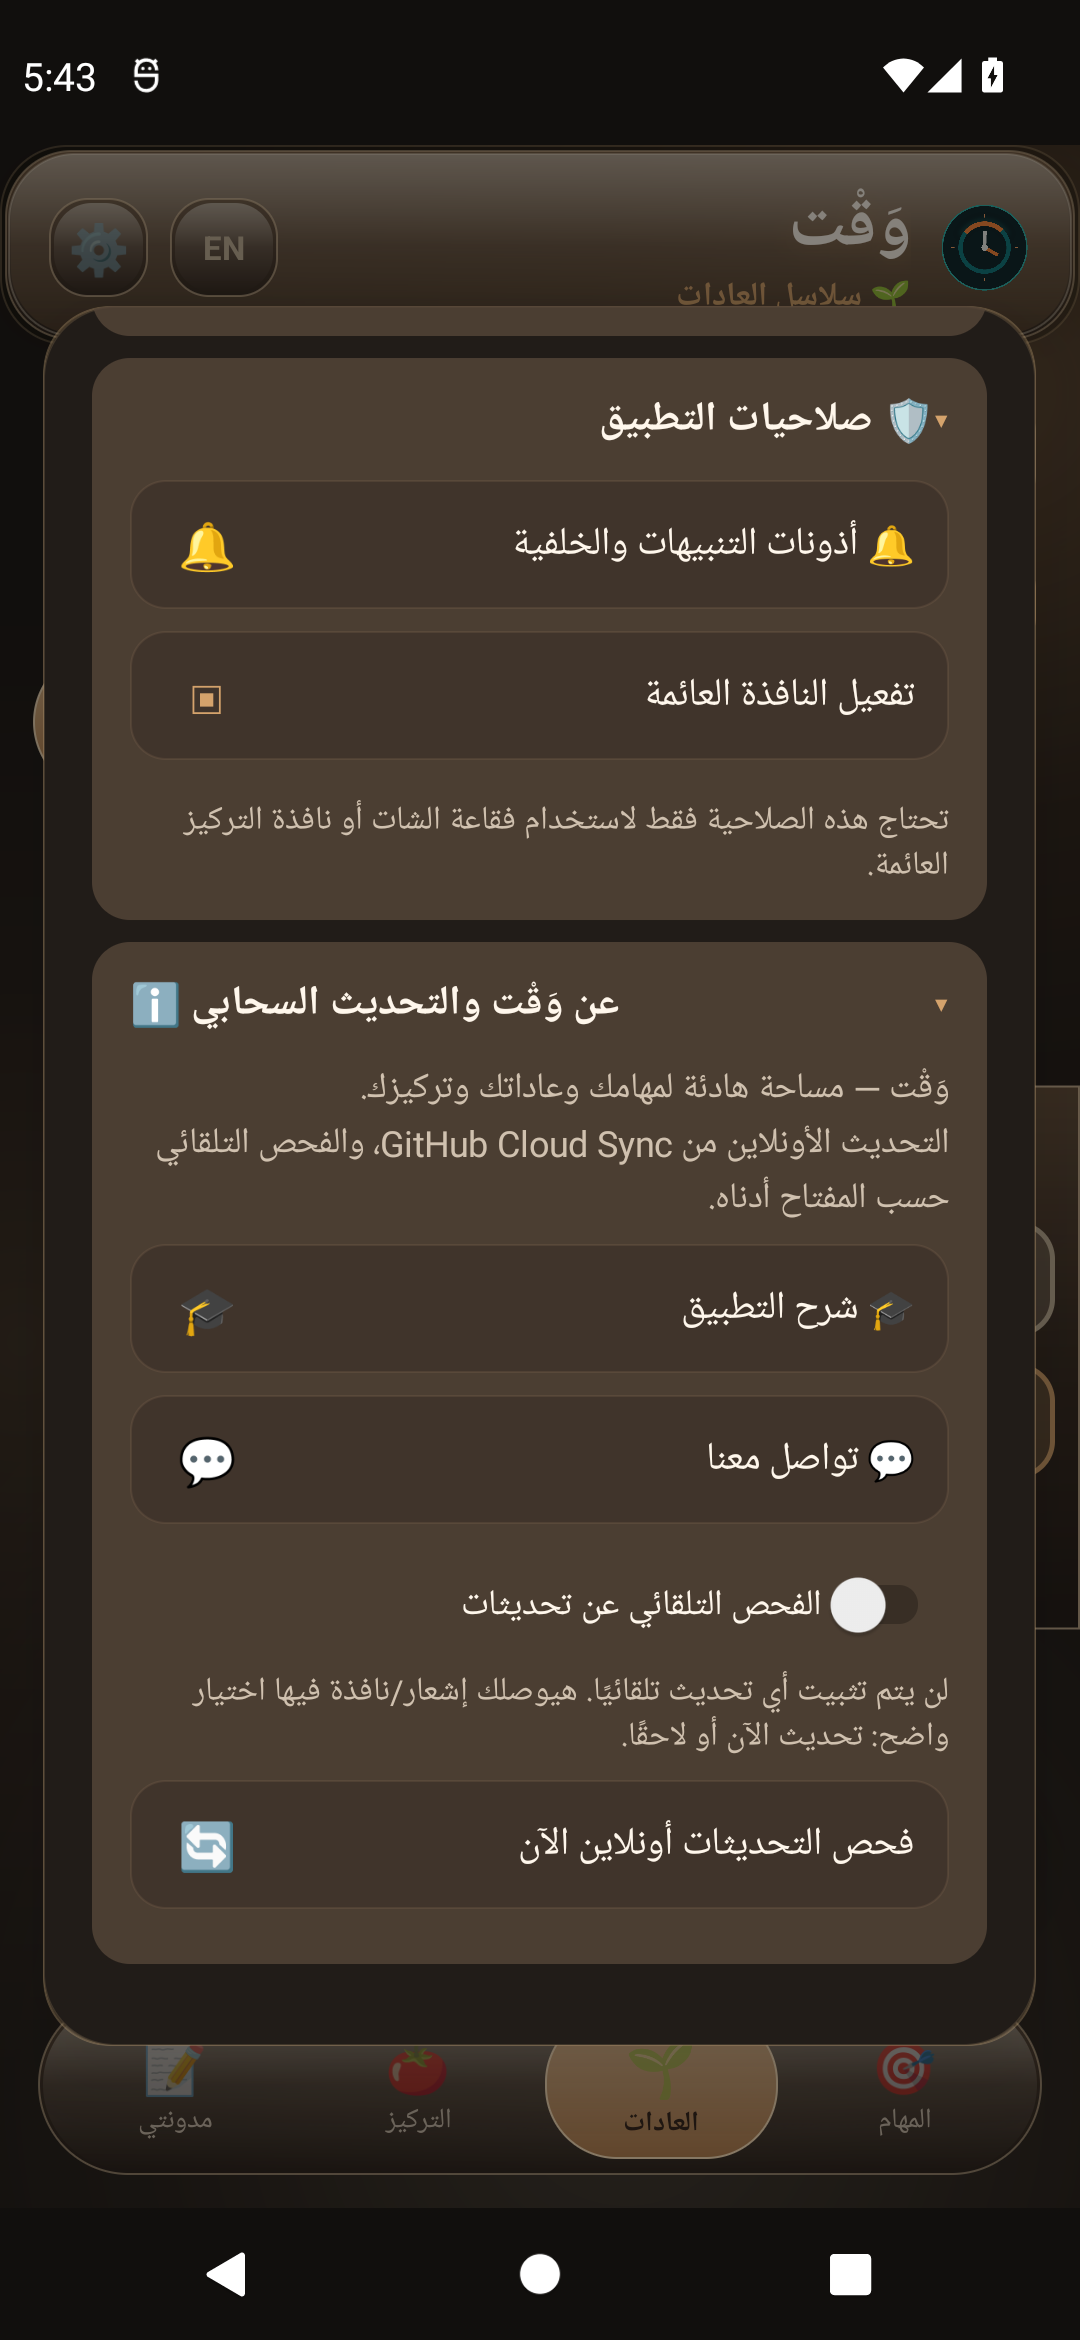 5:43
وَقْت
EN
سلاسل العادات
صلاحيات التطبيق
أذونات التنبيهات والخلفية
تفعيل النافذة العائمة
تحتاج هذه الصلاحية فقط لاستخدام فقاعة الشات أو نافذة التركيز
العائمة.
عن وَقْت والتحديث السحابي
وَقْت — مساحة هادئة لمهامك وعاداتك وتركيزك.
التحديث الأونلاين من GitHub Cloud Sync، والفحص التلقائي
حسب المفتاح أدناه.
شرح التطبيق
تواصل معنا
الفحص التلقائي عن تحديثات
لن يتم تثبيت أي تحديث تلقائيًا. هيوصلك إشعار/نافذة فيها اختيار
واضح: تحديث الآن أو لاحقًا.
فحص التحديثات أونلاين الآن
المهام
العادات
التركيز
مدونتي